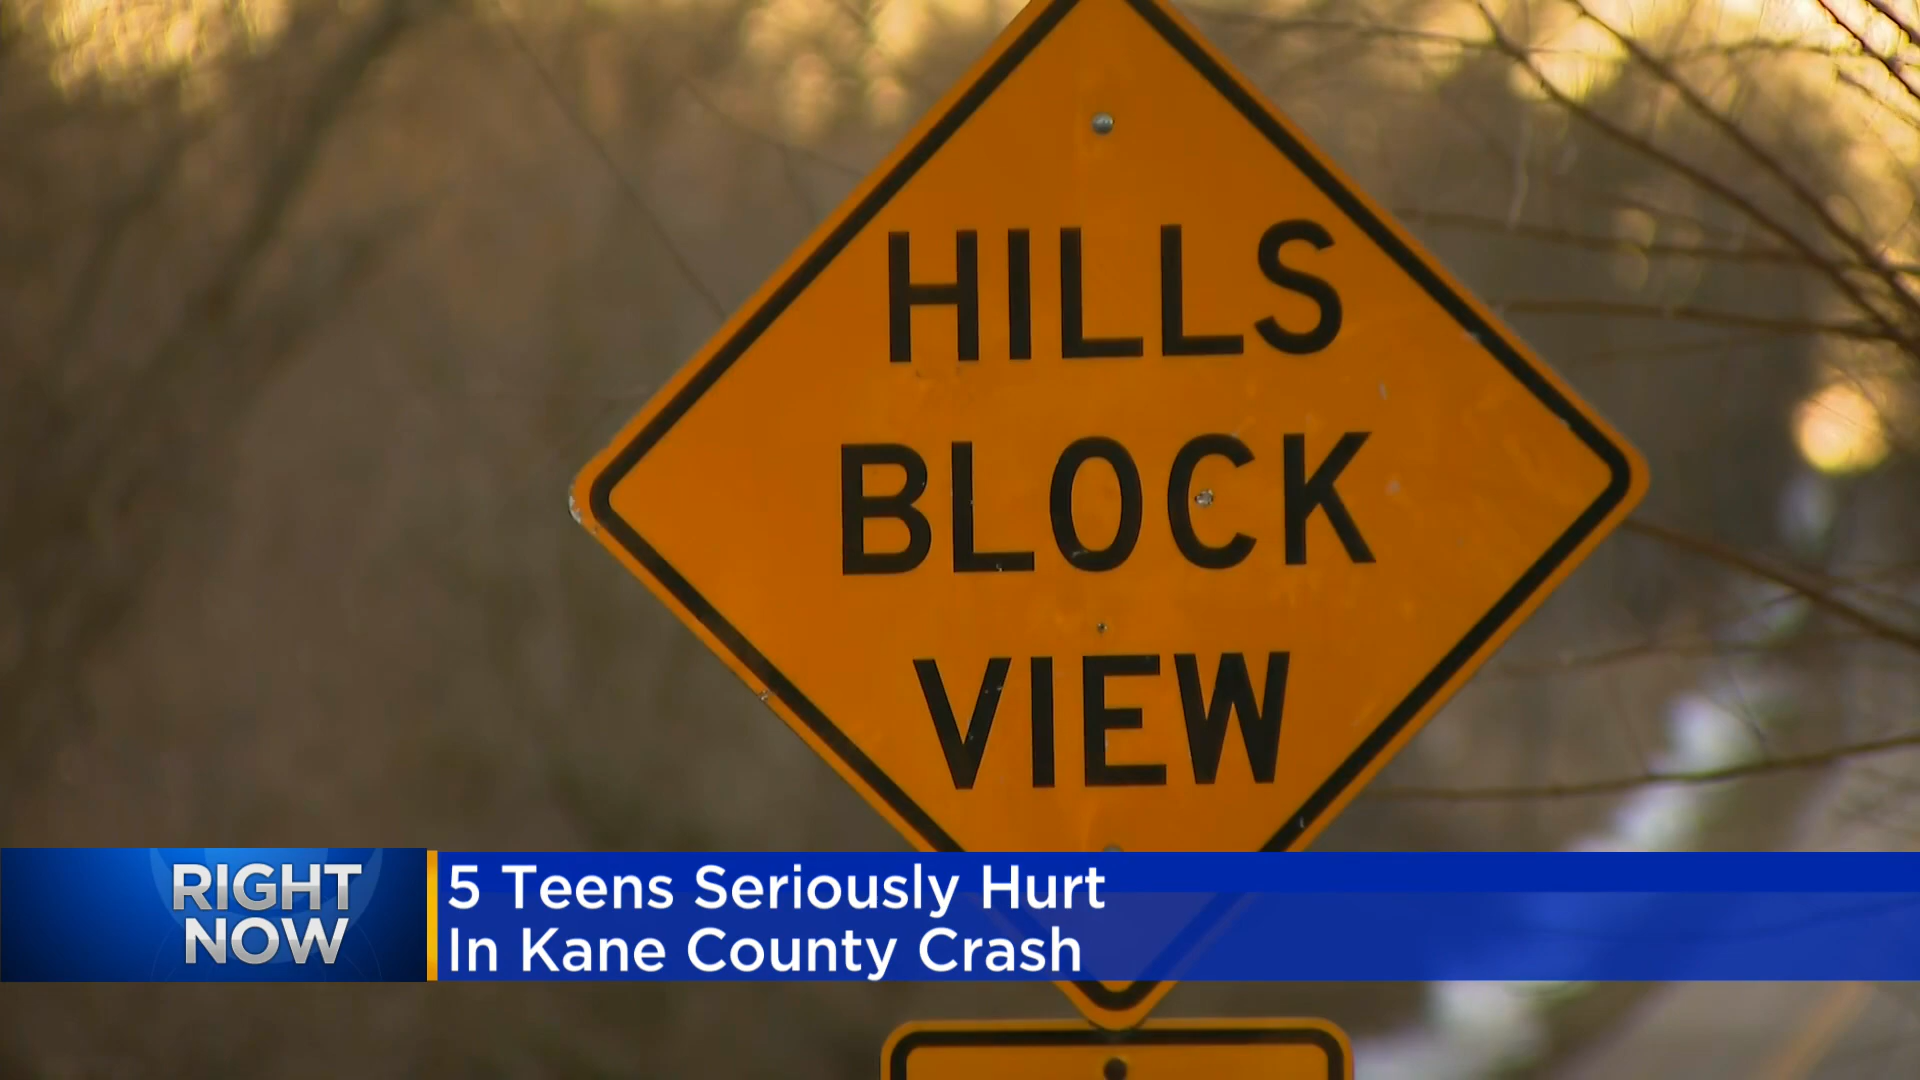 HILLS
BLOCK
VIEW
RIGHT
NOW
5 Teens Seriously Hurt
In Kane County Crash